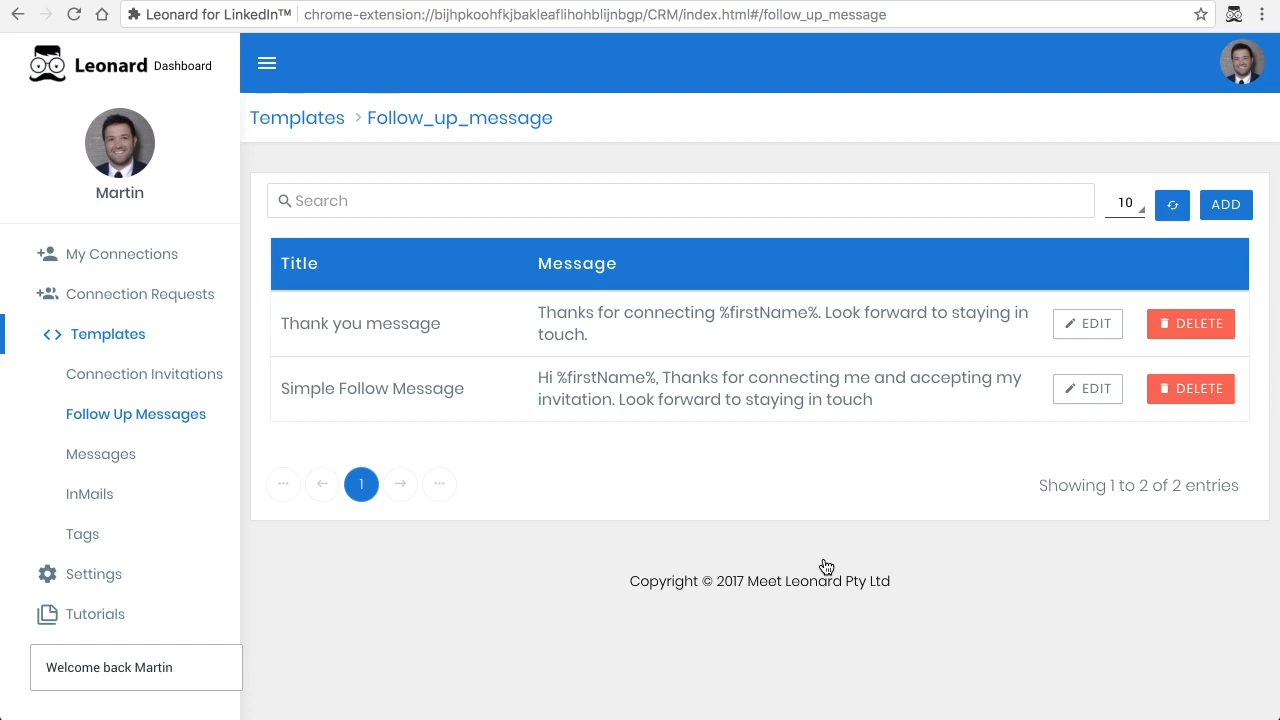 Leonard for LinkedIn™ chrome-extension://bijhpkoohfkjbakleaflihohblijnbgp/CRM/index.html#/follow_up_message
Leonard Dashboard
Martin
My Connections
Connection Requests
Templates
Connection Invitations
Follow Up Messages
Messages
InMails
Tags
Settings
Tutorials
Welcome back Martin
Templates > Follow_up_message
Search
10
ADD
Title Message
Thank you message
Thanks for connecting %firstName%. Look forward to staying in
touch.
EDIT DELETE
Simple Follow Message
Hi %firstName%, Thanks for connecting me and accepting my
invitation. Look forward to staying in touch
EDIT DELETE
... ← 1 → ...
Showing 1 to 2 of 2 entries
Copyright © 2017 Meet Leonard Pty Ltd